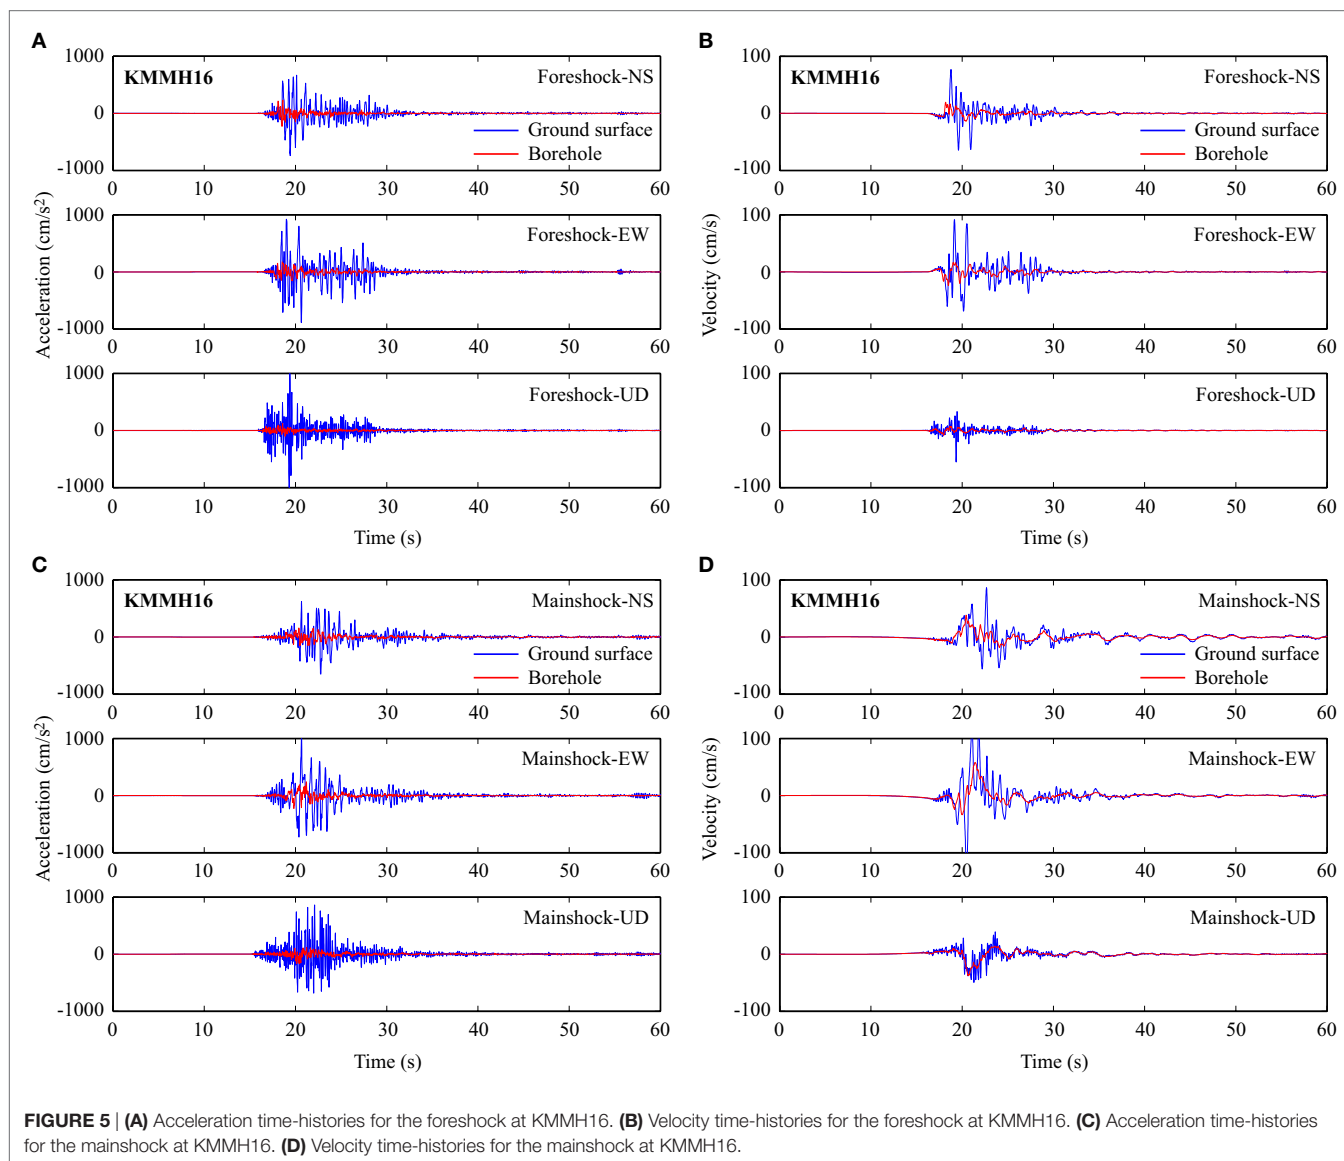 A
1000
KMMH16
Foreshock-NS
0
Ground surface
Borehole
-1000
0 10 20 30 40 50 60
1000
Foreshock-EW
0
-1000
0 10 20 30 40 50 60
1000
Foreshock-UD
0
-1000
0 10 20 30 40 50 60
Acceleration (cm/s²)
Time (s)
B
100
KMMH16
Foreshock-NS
0
Ground surface
Borehole
-100
0 10 20 30 40 50 60
100
Foreshock-EW
0
-100
0 10 20 30 40 50 60
100
Foreshock-UD
0
-100
0 10 20 30 40 50 60
Velocity (cm/s)
Time (s)
C
1000
KMMH16
Mainshock-NS
0
Ground surface
Borehole
-1000
0 10 20 30 40 50 60
1000
Mainshock-EW
0
-1000
0 10 20 30 40 50 60
1000
Mainshock-UD
0
-1000
0 10 20 30 40 50 60
Acceleration (cm/s²)
Time (s)
D
100
KMMH16
Mainshock-NS
0
Ground surface
Borehole
-100
0 10 20 30 40 50 60
100
Mainshock-EW
0
-100
0 10 20 30 40 50 60
100
Mainshock-UD
0
-100
0 10 20 30 40 50 60
Velocity (cm/s)
Time (s)
FIGURE 5 | (A) Acceleration time-histories for the foreshock at KMMH16. (B) Velocity time-histories for the foreshock at KMMH16. (C) Acceleration time-histories
for the mainshock at KMMH16. (D) Velocity time-histories for the mainshock at KMMH16.